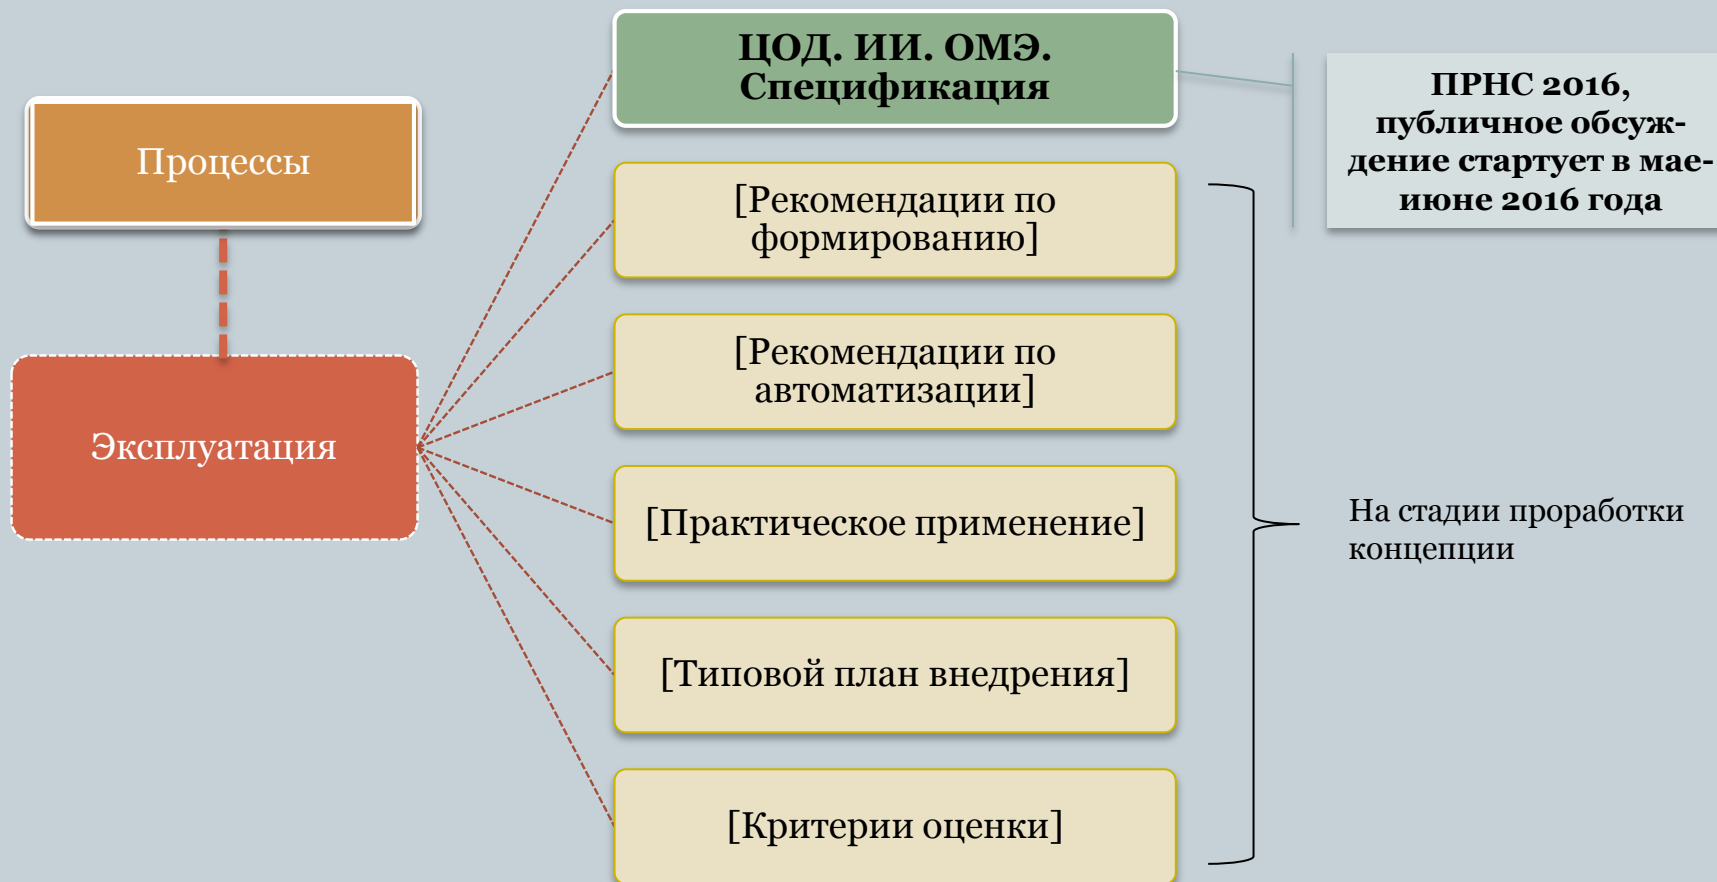 Процессы
Эксплуатация
ЦОД. ИИ. ОМЭ.
Спецификация
[Рекомендации по
формированию]
[Рекомендации по
автоматизации]
[Практическое применение]
[Типовой план внедрения]
[Критерии оценки]
ПРНС 2016,
публичное обсуж-
дение стартует в мае-
июне 2016 года
На стадии проработки
концепции